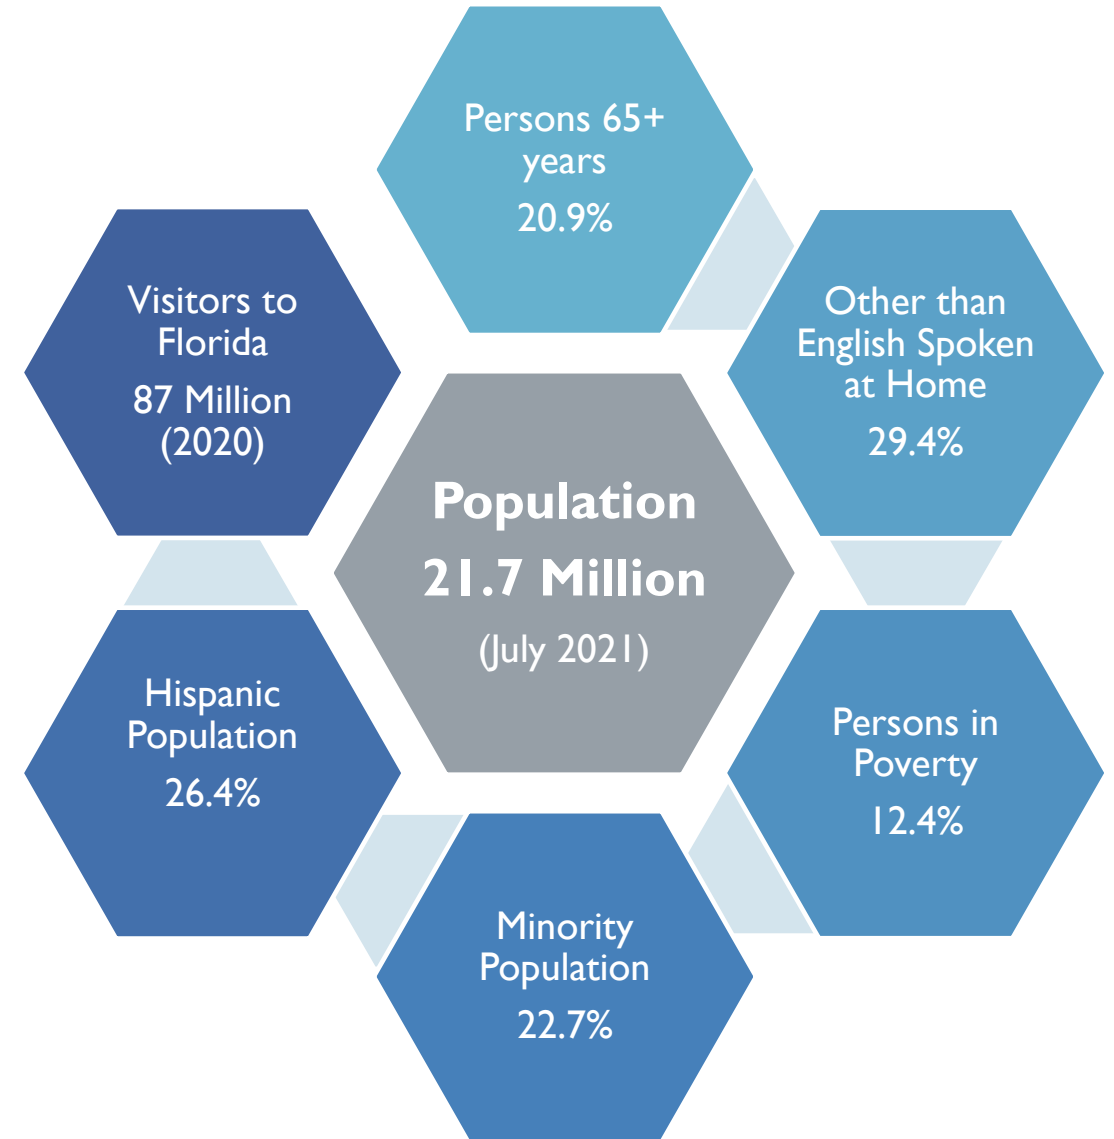 Persons 65+
years
20.9%
Other than
English Spoken
at Home
29.4%
Persons in
Poverty
12.4%
Minority
Population
22.7%
Hispanic
Population
26.4%
Visitors to
Florida
87 Million
(2020)
Population
21.7 Million
(July 2021)